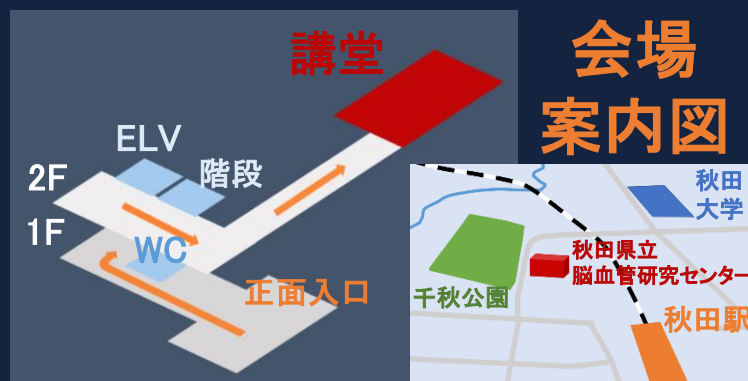 会場
案内図
講堂
ELV
階段
2F
1F
WC
正面入口
秋田
大学
秋田県立
脳血管研究センター
千秋公園
秋田駅